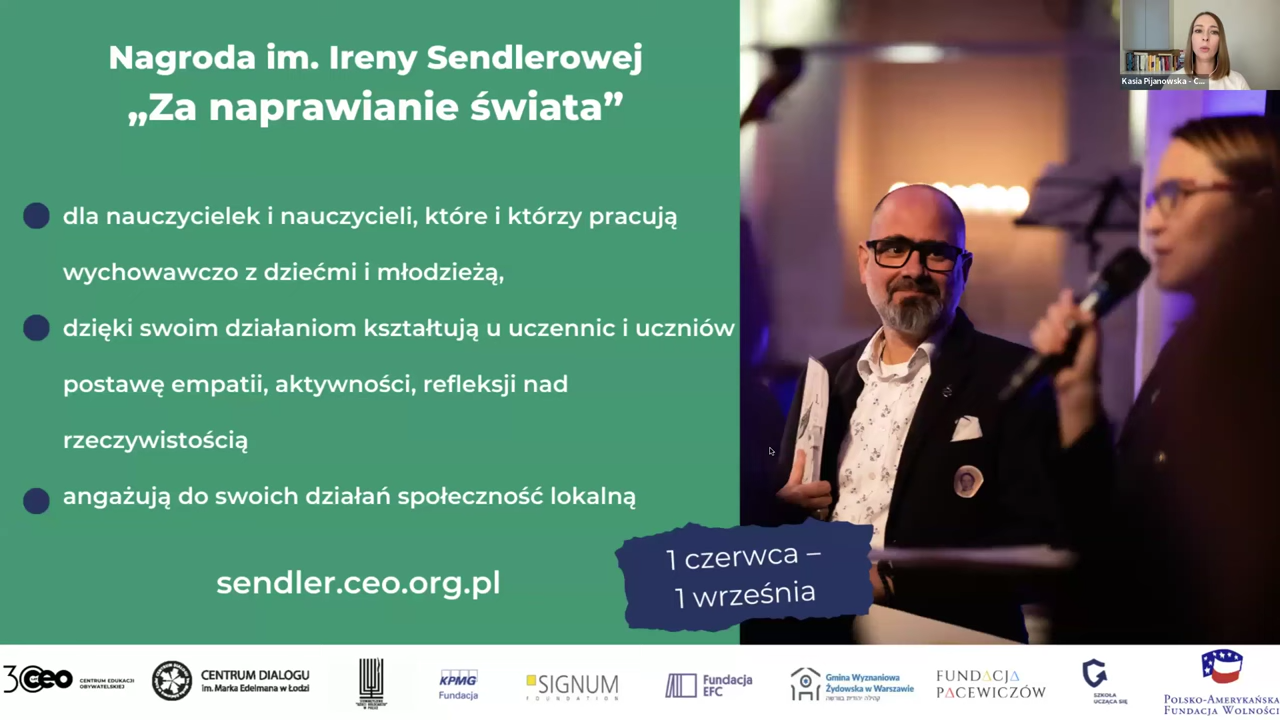 Nagroda im. Ireny Sendlerowej
„Za naprawianie świata”
dla nauczycielek i nauczycieli, które i którzy pracują
wychowawczo z dziećmi i młodzieżą,
dzięki swoim działaniom kształtują u uczennic i uczniów
postawę empatii, aktywności, refleksji nad
rzeczywistością
angażują do swoich działań społeczność lokalną
1 czerwca –
1 września
sendler.ceo.org.pl
Kasia Pijanowska - C...
30 CEO
CENTRUM EDUKACJI
OBYWATELSKIEJ
CENTRUM DIALOGU
im. Marka Edelmana w Łodzi
KPMG
Fundacja
SIGNUM
FOUNDATION
Fundacja
EFC
Gmina Wyznaniowa
Żydowska w Warszawie
FUNDACJA
PACEWICZÓW
SZKOŁA
UCZĄCA SIĘ
POLSKO-AMERYKAŃSKA
FUNDACJA WOLNOŚCI